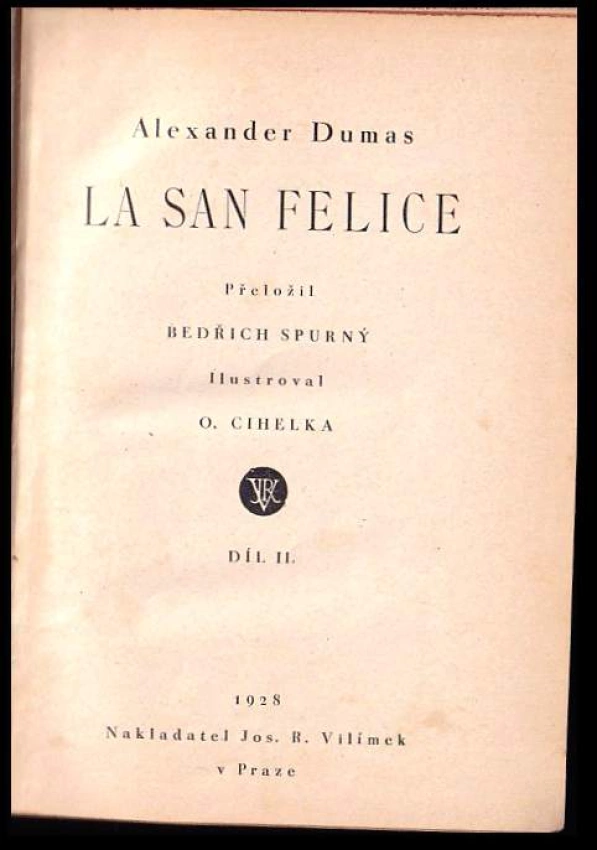 Alexander Dumas
LA SAN FELICE
Přeložil
BEDŘICH SPURNÝ
Ilustroval
O. CIHELKA
DÍL II.
1928
Nakladatel Jos. R. Vilímek
v Praze